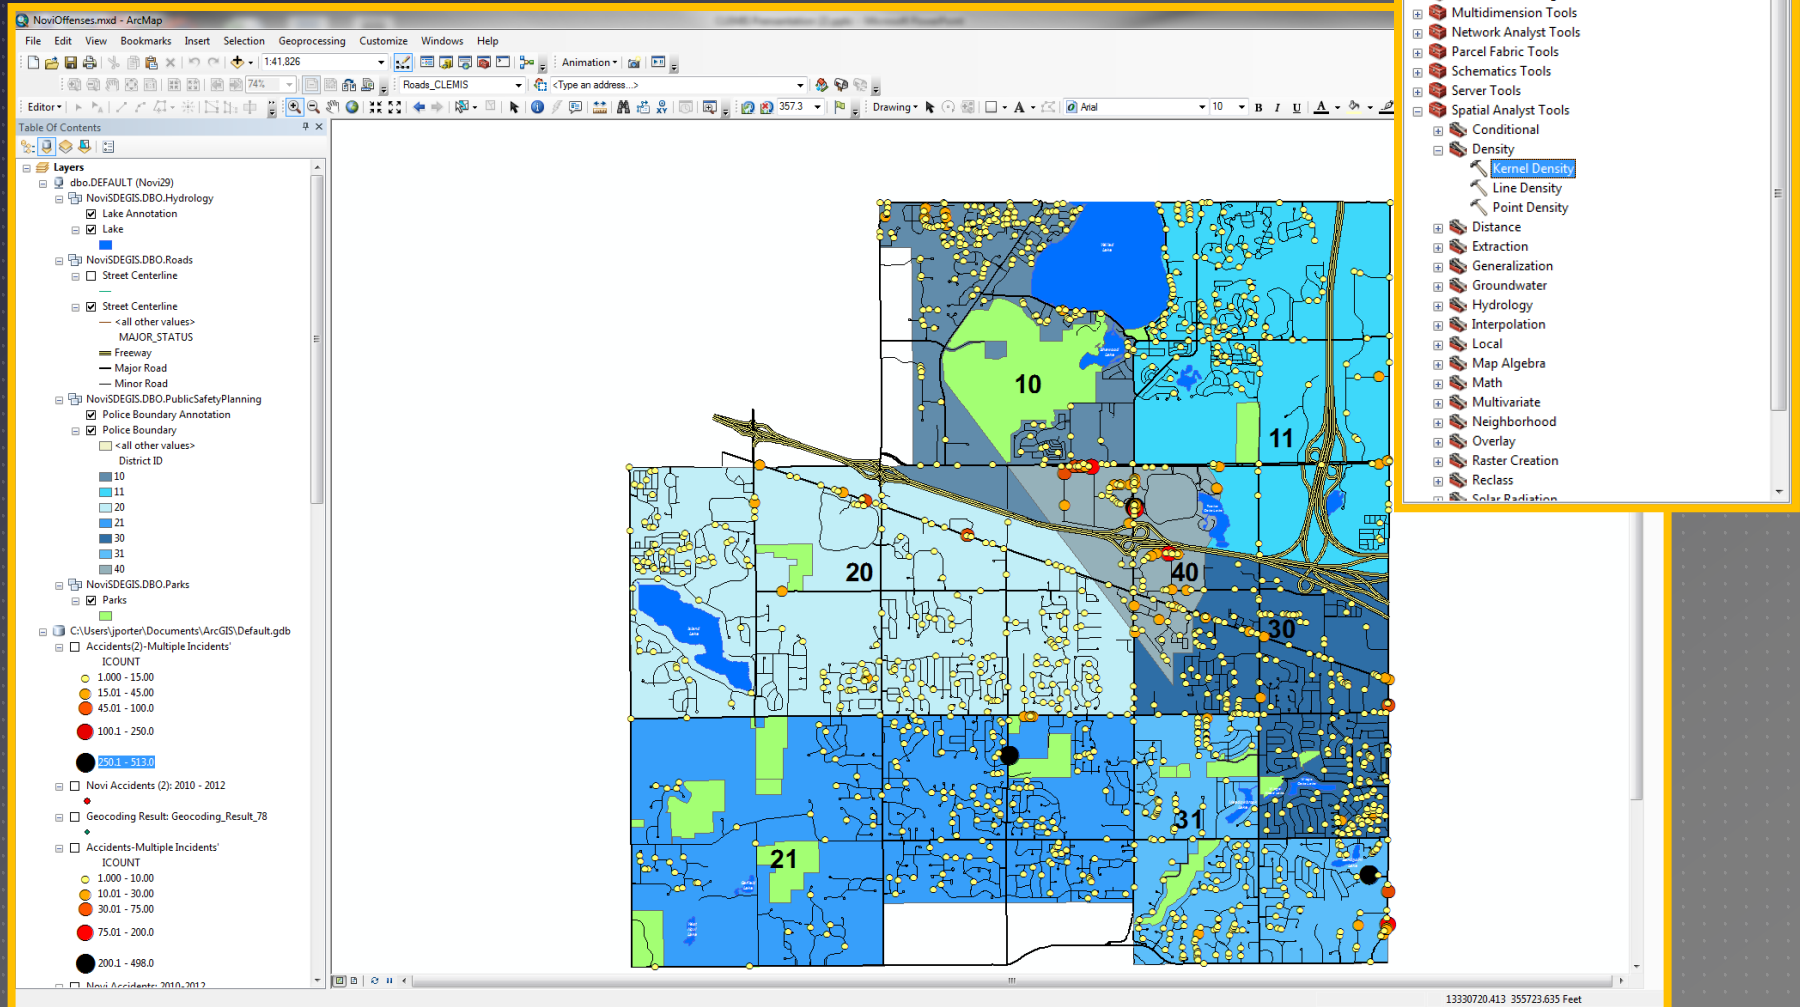 NoviOffenses.mxd - ArcMap
File Edit View Bookmarks Insert Selection Geoprocessing Customize Windows Help
1:41,826
Animation
74%
Roads_CLEMIS
<Type an address...>
Editor
357.3
Drawing
Arial
10
B I U A
Table Of Contents
Layers
dbo.DEFAULT (Novi29)
NoviSDEGIS.DBO.Hydrology
Lake Annotation
Lake
NoviSDEGIS.DBO.Roads
Street Centerline
Street Centerline
<all other values>
MAJOR_STATUS
Freeway
Major Road
Minor Road
NoviSDEGIS.DBO.PublicSafetyPlanning
Police Boundary Annotation
Police Boundary
<all other values>
District ID
10
11
20
21
30
31
40
NoviSDEGIS.DBO.Parks
Parks
C:\Users\jporter\Documents\ArcGIS\Default.gdb
Accidents(2)-Multiple Incidents'
ICOUNT
1.000 - 15.00
15.01 - 45.00
45.01 - 100.0
100.1 - 250.0
250.1 - 513.0
Novi Accidents (2): 2010 - 2012
Geocoding Result: Geocoding_Result_78
Accidents-Multiple Incidents'
ICOUNT
1.000 - 10.00
10.01 - 30.00
30.01 - 75.00
75.01 - 200.0
200.1 - 498.0
Novi Accidents: 2010-2012
10
11
20
40
30
31
21
Multidimension Tools
Network Analyst Tools
Parcel Fabric Tools
Schematics Tools
Server Tools
Spatial Analyst Tools
Conditional
Density
Kernel Density
Line Density
Point Density
Distance
Extraction
Generalization
Groundwater
Hydrology
Interpolation
Local
Map Algebra
Math
Multivariate
Neighborhood
Overlay
Raster Creation
Reclass
Solar Radiation
13330720.413 355723.635 Feet